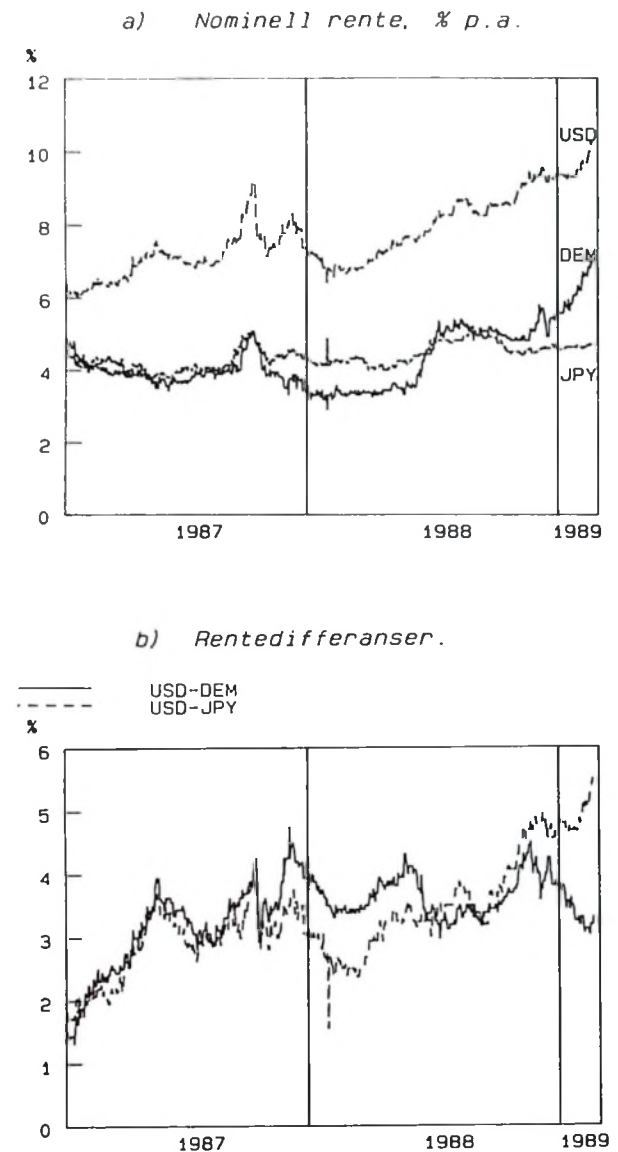 a) Nominell rente, % p.a.
%
12
10
8
6
4
2
0
USD
DEM
JPY
1987 1988 1989
b) Rentedifferanser.
USD-DEM
USD-JPY
%
6
5
4
3
2
1
0
1987 1988 1989